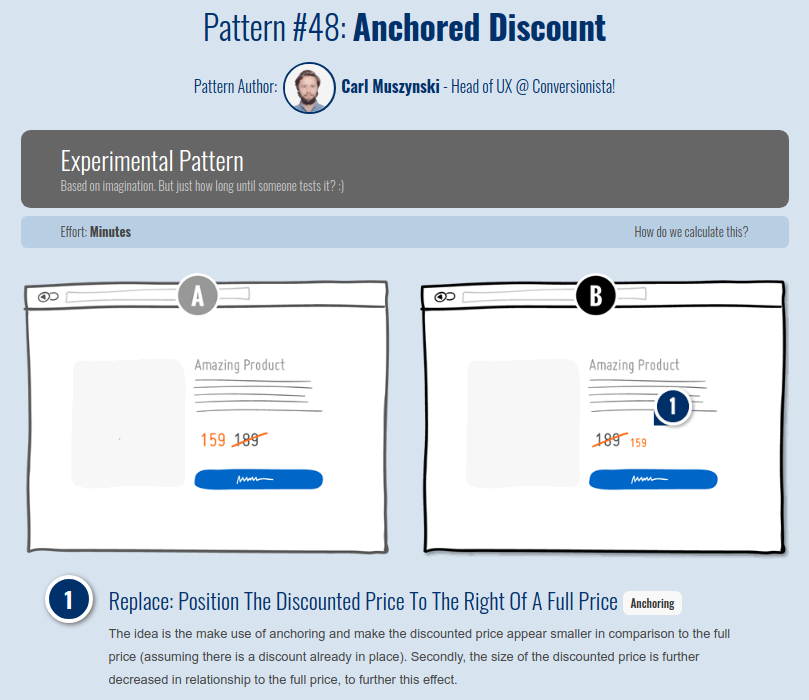 Pattern #48: Anchored Discount
Pattern Author: Carl Muszynski - Head of UX @ Conversionista!
Experimental Pattern
Based on imagination. But just how long until someone tests it? :)
Effort: Minutes
How do we calculate this?
A
Amazing Product
159 189
B
Amazing Product
1
189 159
1
Replace: Position The Discounted Price To The Right Of A Full Price Anchoring
The idea is the make use of anchoring and make the discounted price appear smaller in comparison to the full
price (assuming there is a discount already in place). Secondly, the size of the discounted price is further
decreased in relationship to the full price, to further this effect.